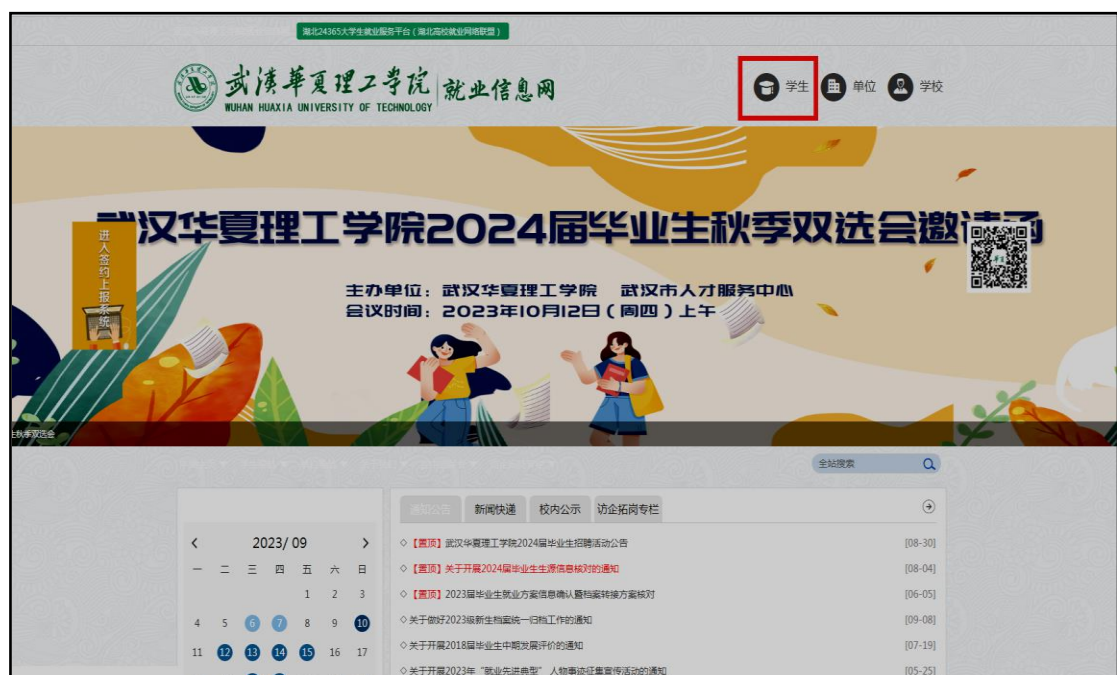 湖北24365大学生就业服务平台(湖北高校就业网络联盟)
武漢華夏理工学院 就业信息网
WUHAN HUAXIA UNIVERSITY OF TECHNOLOGY
学生 单位 学校
武汉华夏理工学院2024届毕业生秋季双选会邀请函
进入签约上报系统
主办单位:武汉华夏理工学院 武汉市人才服务中心
会议时间:2023年10月12日(周四)上午
生秋季双选会
全站搜索
通知公告 新闻快递 校内公示 访企拓岗专栏
2023/ 09
一 二 三 四 五 六 日
1 2 3
4 5 6 7 8 9 10
11 12 13 14 15 16 17
◇【置顶】武汉华夏理工学院2024届毕业生招聘活动公告 [08-30]
◇【置顶】关于开展2024届毕业生生源信息核对的通知 [08-04]
◇【置顶】2023届毕业生就业方案信息确认暨档案转接方案核对 [06-05]
◇关于做好2023级新生档案统一归档工作的通知 [09-08]
◇关于开展2018届毕业生中期发展评价的通知 [07-19]
◇关于开展2023年“就业先进典型” 人物事迹征集宣传活动的通知 [05-25]